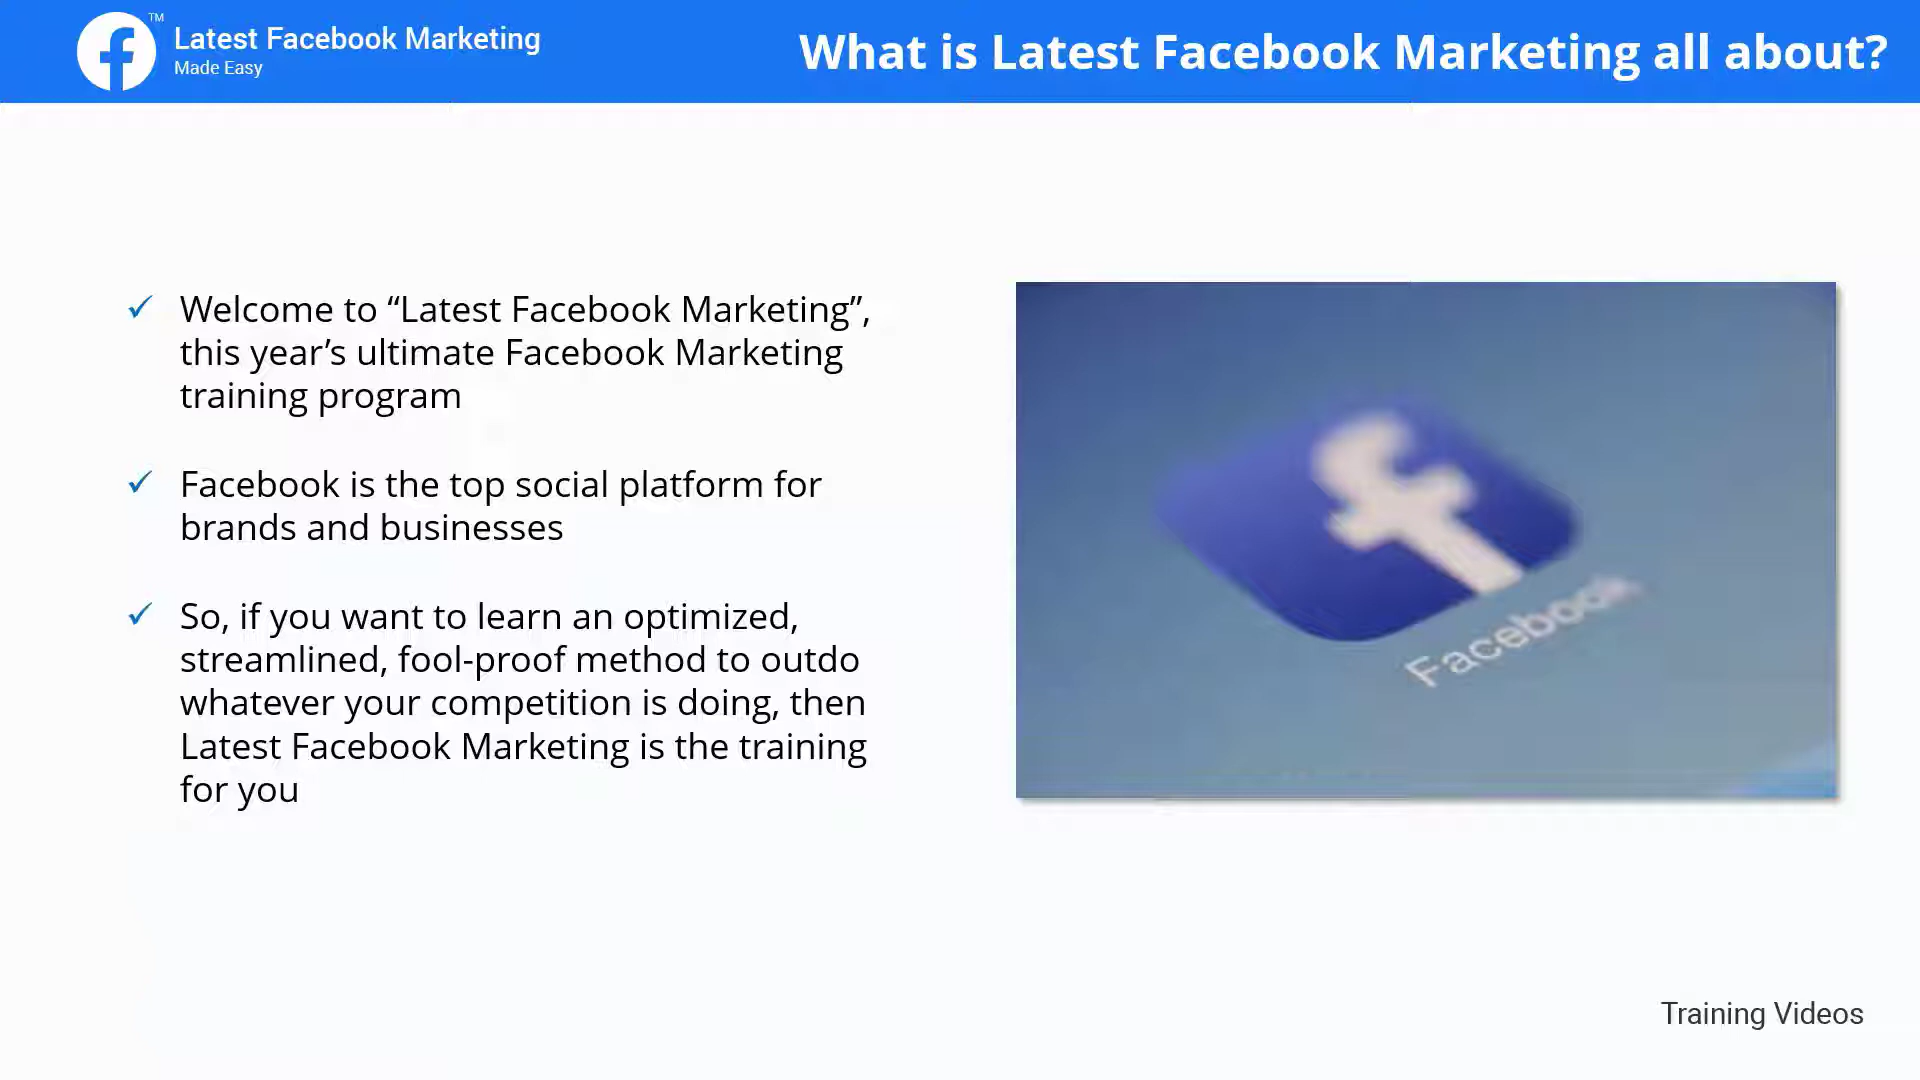 TM
Latest Facebook Marketing
Made Easy
What is Latest Facebook Marketing all about?
✓ Welcome to “Latest Facebook Marketing”,
this year’s ultimate Facebook Marketing
training program
✓ Facebook is the top social platform for
brands and businesses
✓ So, if you want to learn an optimized,
streamlined, fool-proof method to outdo
whatever your competition is doing, then
Latest Facebook Marketing is the training
for you
Facebook
Training Videos